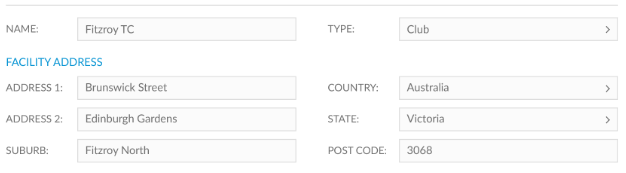 NAME: Fitzroy TC TYPE: Club
FACILITY ADDRESS
ADDRESS 1: Brunswick Street COUNTRY: Australia
ADDRESS 2: Edinburgh Gardens STATE: Victoria
SUBURB: Fitzroy North POST CODE: 3068